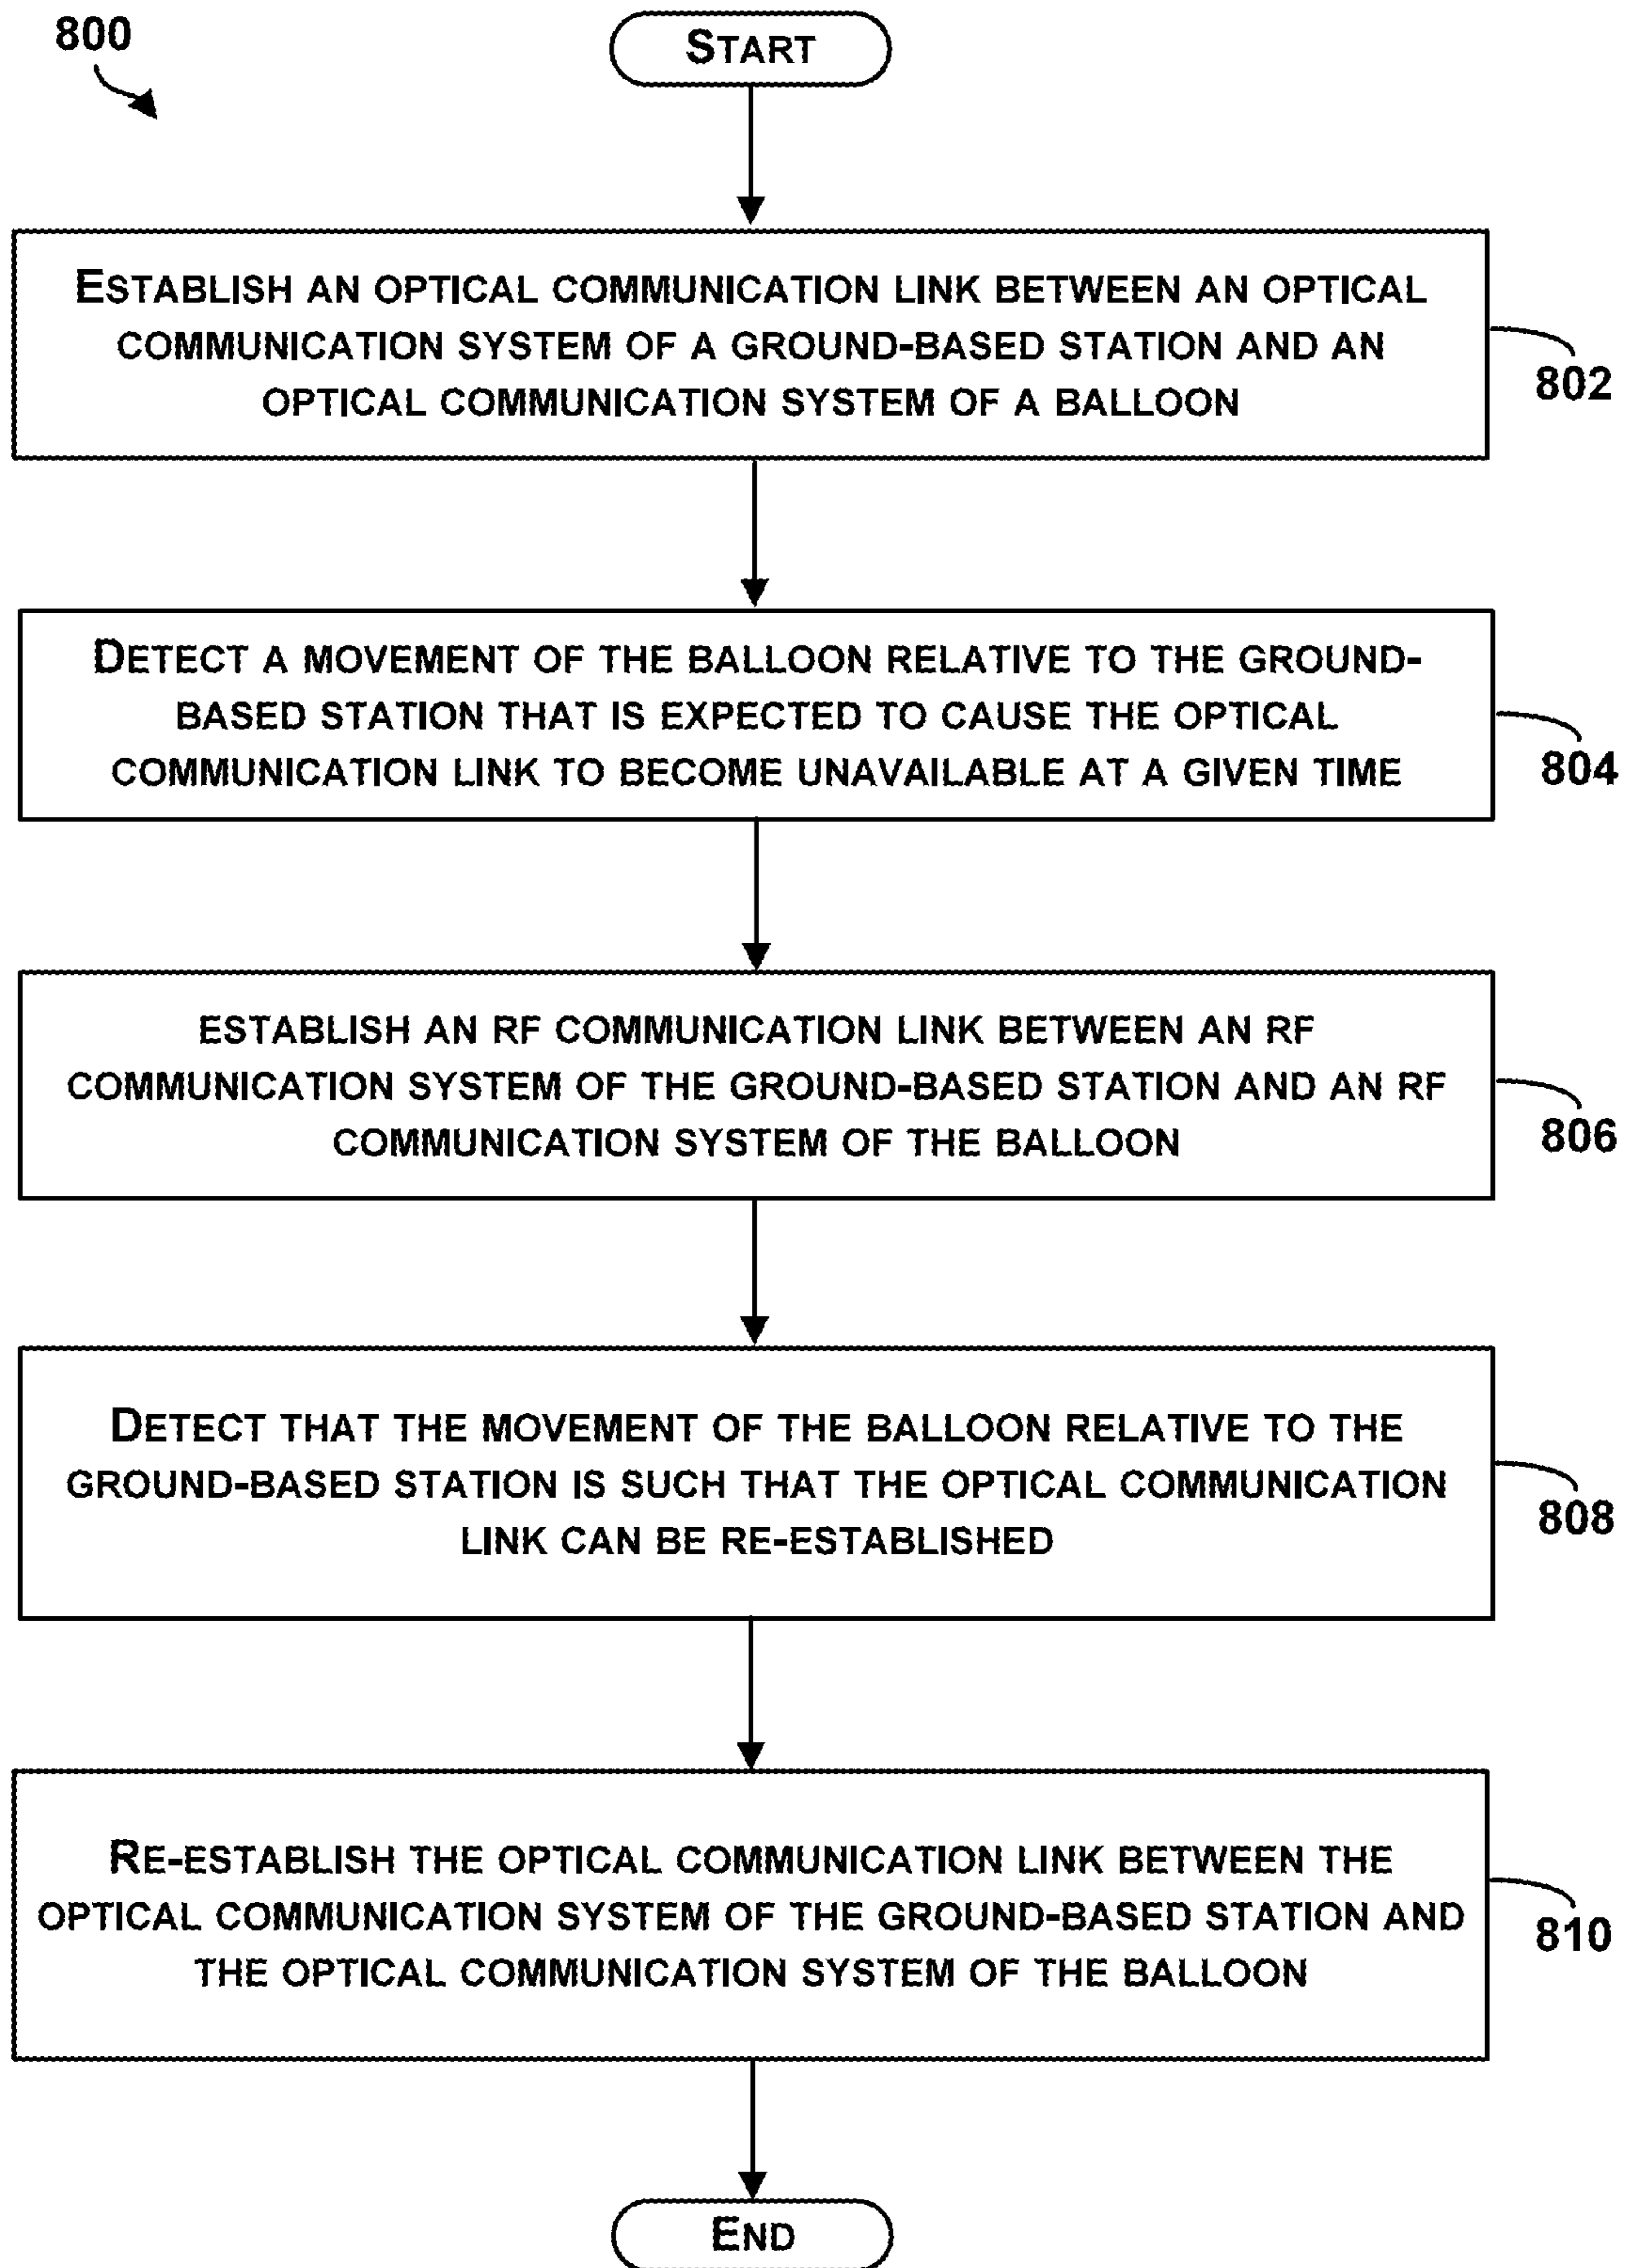 800
START
ESTABLISH AN OPTICAL COMMUNICATION LINK BETWEEN AN OPTICAL
COMMUNICATION SYSTEM OF A GROUND-BASED STATION AND AN
OPTICAL COMMUNICATION SYSTEM OF A BALLOON
802
DETECT A MOVEMENT OF THE BALLOON RELATIVE TO THE GROUND-
BASED STATION THAT IS EXPECTED TO CAUSE THE OPTICAL
COMMUNICATION LINK TO BECOME UNAVAILABLE AT A GIVEN TIME
804
ESTABLISH AN RF COMMUNICATION LINK BETWEEN AN RF
COMMUNICATION SYSTEM OF THE GROUND-BASED STATION AND AN RF
COMMUNICATION SYSTEM OF THE BALLOON
806
DETECT THAT THE MOVEMENT OF THE BALLOON RELATIVE TO THE
GROUND-BASED STATION IS SUCH THAT THE OPTICAL COMMUNICATION
LINK CAN BE RE-ESTABLISHED
808
RE-ESTABLISH THE OPTICAL COMMUNICATION LINK BETWEEN THE
OPTICAL COMMUNICATION SYSTEM OF THE GROUND-BASED STATION AND
THE OPTICAL COMMUNICATION SYSTEM OF THE BALLOON
810
END